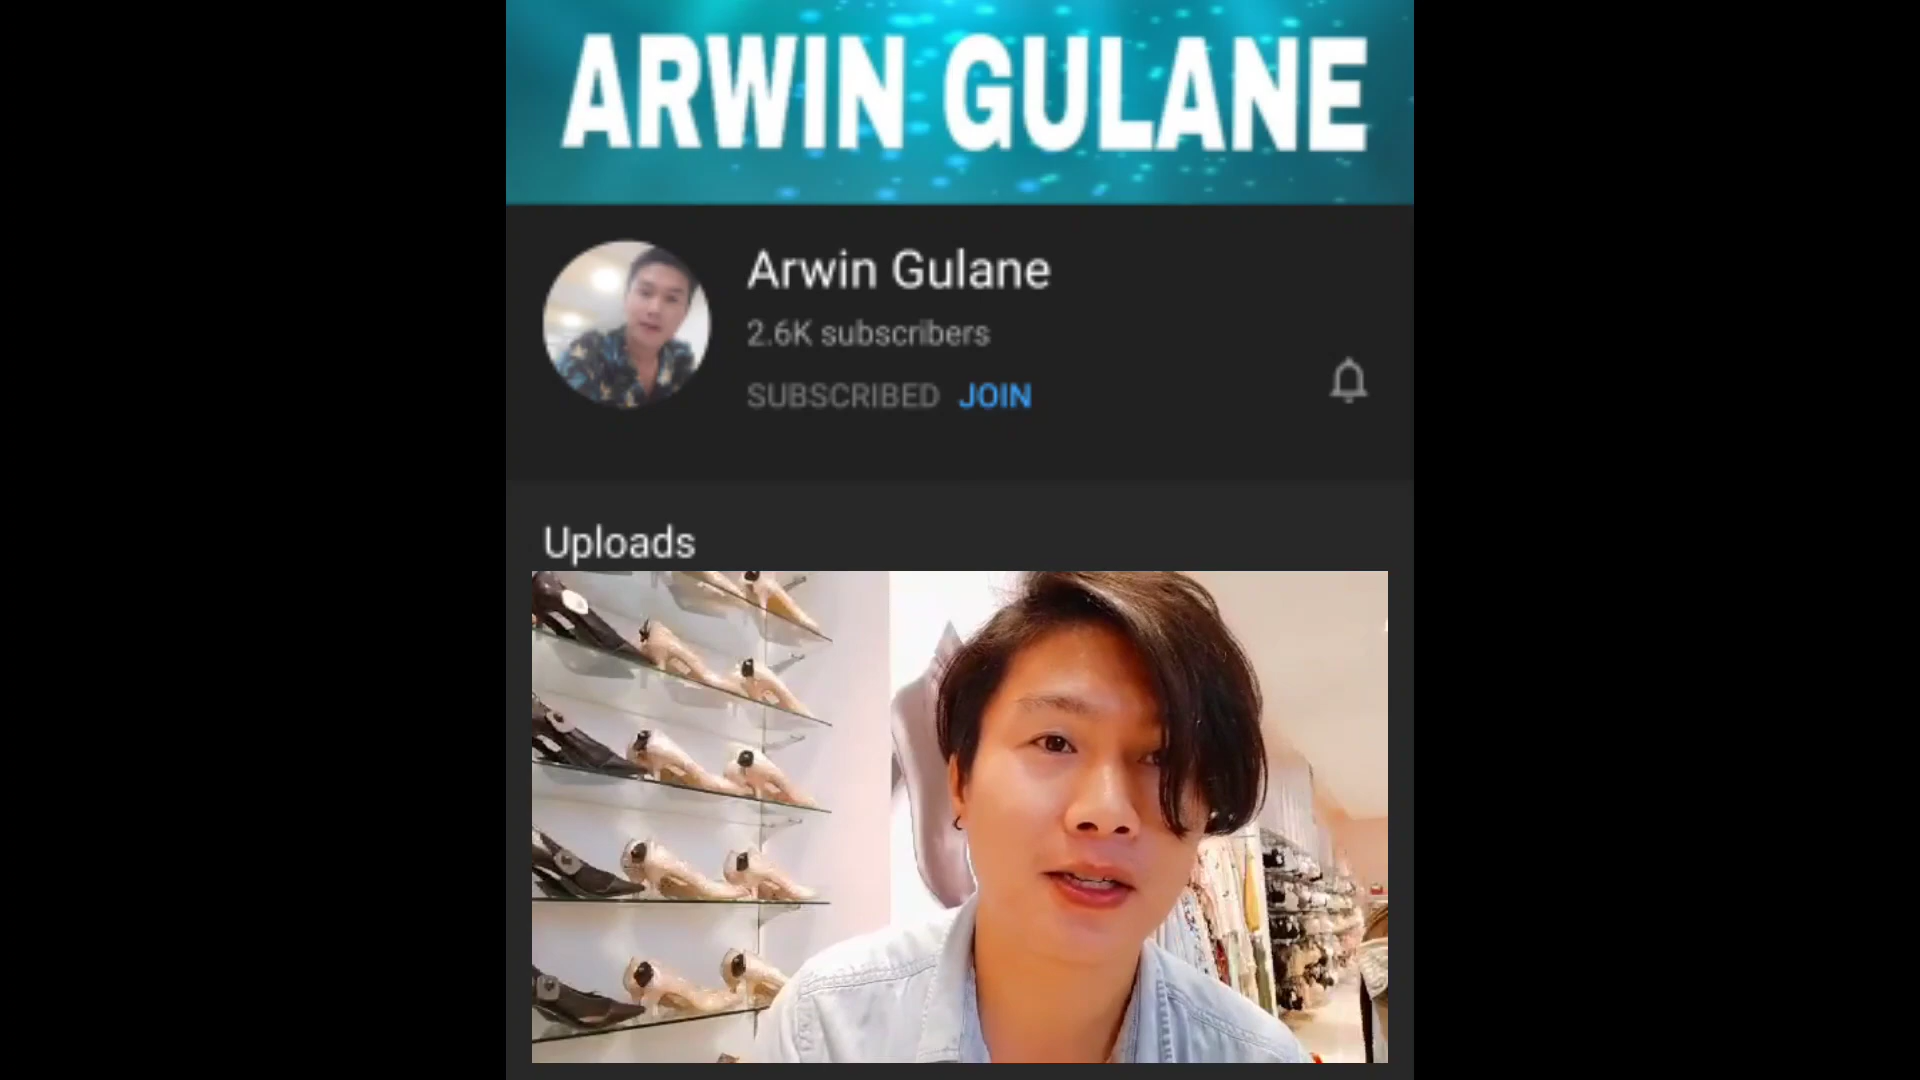 ARWIN GULANE
Arwin Gulane
2.6K subscribers
SUBSCRIBED JOIN
Uploads